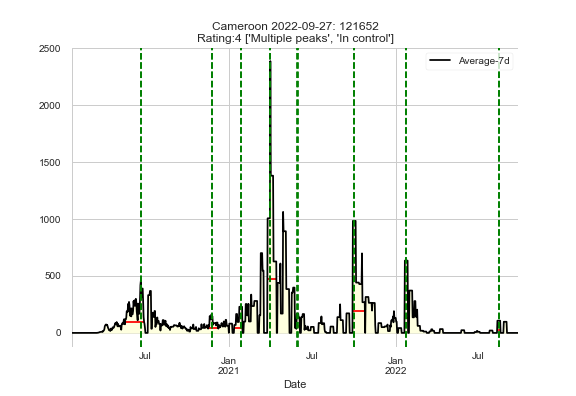 Cameroon 2022-09-27: 121652
Rating:4 ['Multiple peaks', 'In control']
Average-7d
2500
2000
1500
1000
500
0
Jul
Jan
2021
Jul
Jan
2022
Jul
Date